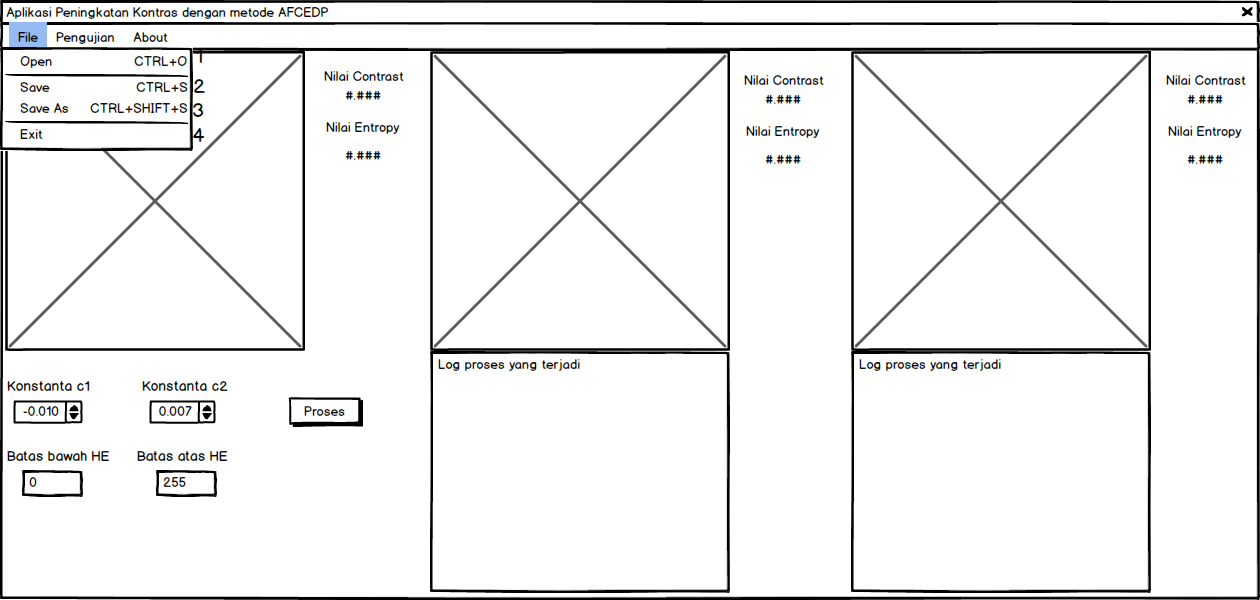 Aplikasi Peningkatan Kontras dengan metode AFCEDP
File Pengujian About
Open CTRL+O 1
Save CTRL+S 2
Save As CTRL+SHIFT+S 3
Exit 4
Nilai Contrast
#.###
Nilai Entropy
#.###
Nilai Contrast
#.###
Nilai Entropy
#.###
Nilai Contrast
#.###
Nilai Entropy
#.###
Konstanta c1 Konstanta c2
-0.010 0.007 Proses
Batas bawah HE Batas atas HE
0 255
Log proses yang terjadi
Log proses yang terjadi